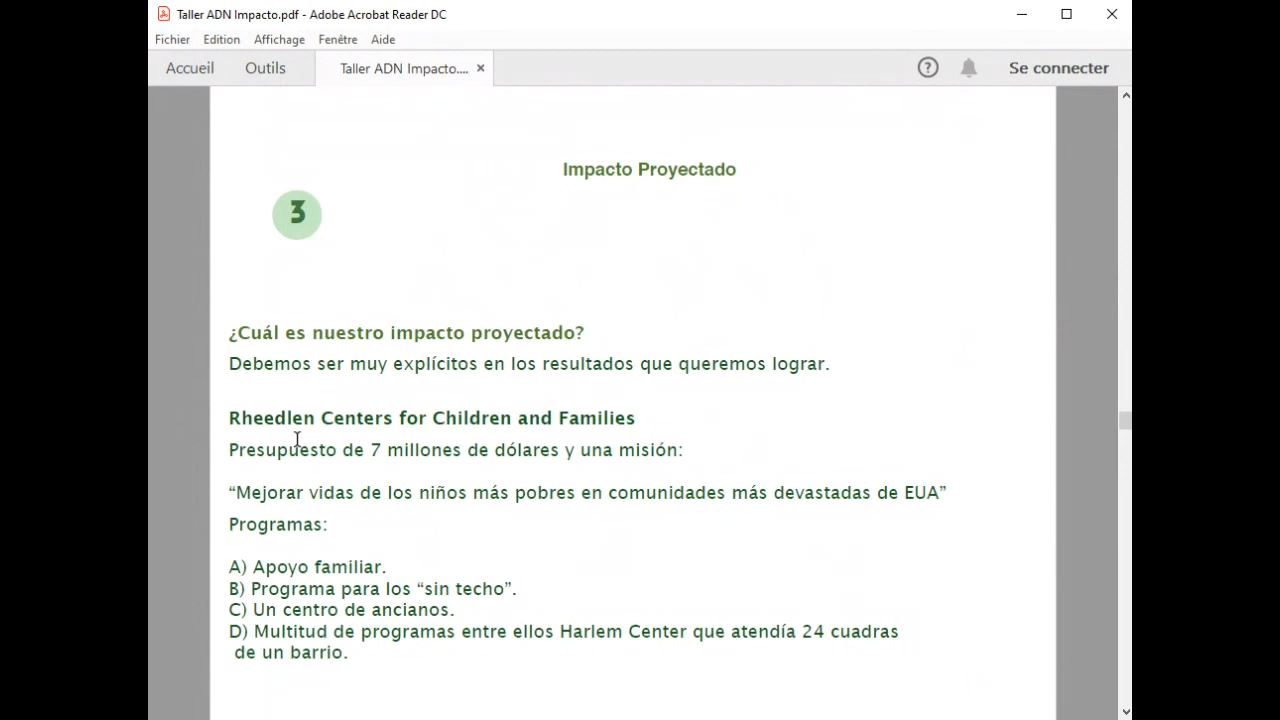 Taller ADN Impacto.pdf - Adobe Acrobat Reader DC
Fichier Edition Affichage Fenêtre Aide
Accueil Outils Taller ADN Impacto.... × ? Se connecter
Impacto Proyectado
3
¿Cuál es nuestro impacto proyectado?
Debemos ser muy explícitos en los resultados que queremos lograr.
Rheedlen Centers for Children and Families
Presupuesto de 7 millones de dólares y una misión:
“Mejorar vidas de los niños más pobres en comunidades más devastadas de EUA”
Programas:
A) Apoyo familiar.
B) Programa para los “sin techo”.
C) Un centro de ancianos.
D) Multitud de programas entre ellos Harlem Center que atendía 24 cuadras
de un barrio.